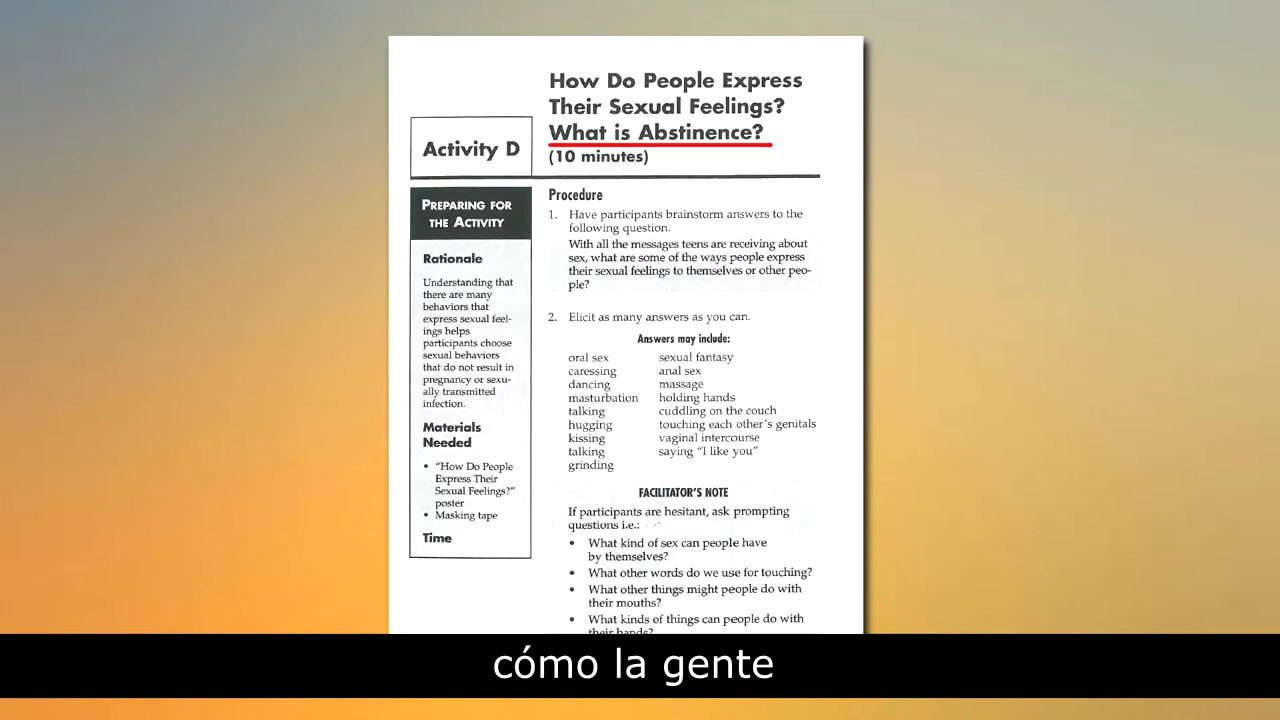 How Do People Express
Their Sexual Feelings?
What is Abstinence?
(10 minutes)
Activity D
PREPARING FOR
THE ACTIVITY
Rationale
Understanding that
there are many
behaviors that
express sexual feel-
ings helps
participants choose
sexual behaviors
that do not result in
pregnancy or sexu-
ally transmitted
infection.
Materials
Needed
• "How Do People
Express Their
Sexual Feelings?"
poster
• Masking tape
Time
Procedure
1. Have participants brainstorm answers to the
following question.
With all the messages teens are receiving about
sex, what are some of the ways people express
their sexual feelings to themselves or other peo-
ple?
2. Elicit as many answers as you can.
Answers may include:
oral sex sexual fantasy
caressing anal sex
dancing massage
masturbation holding hands
talking cuddling on the couch
hugging touching each other's genitals
kissing vaginal intercourse
talking saying "I like you"
grinding
FACILITATOR'S NOTE
If participants are hesitant, ask prompting
questions i.e.:
• What kind of sex can people have
by themselves?
• What other words do we use for touching?
• What other things might people do with
their mouths?
• What kinds of things can people do with
their hands?
cómo la gente